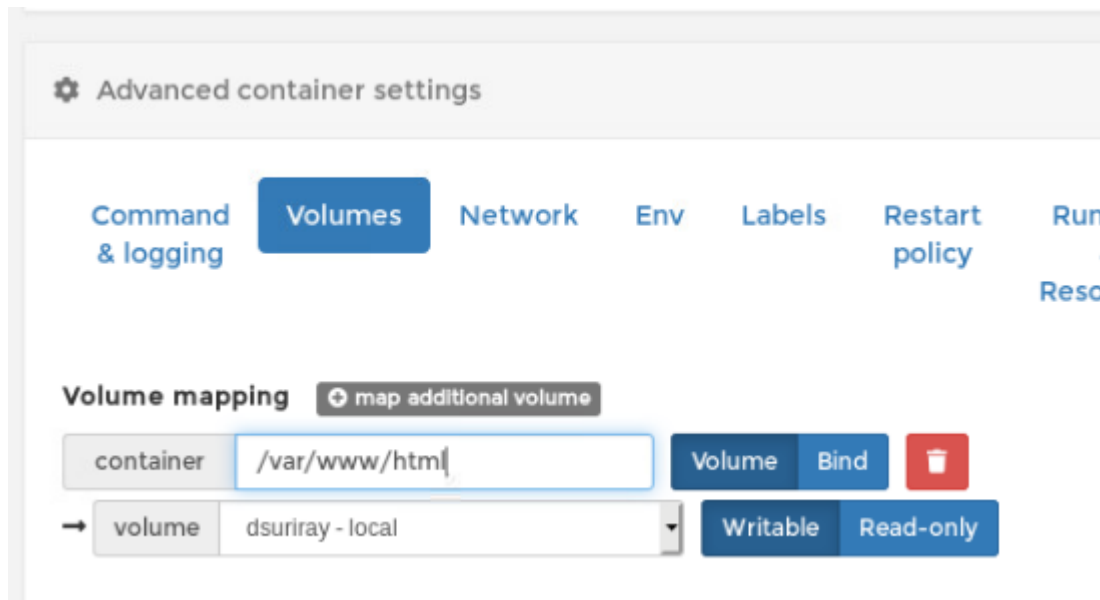 Advanced container settings
Command & logging
Volumes
Network
Env
Labels
Restart policy
Volume mapping
map additional volume
container
/var/www/html
Volume
Bind
volume
dsuriray - local
Writable
Read-only